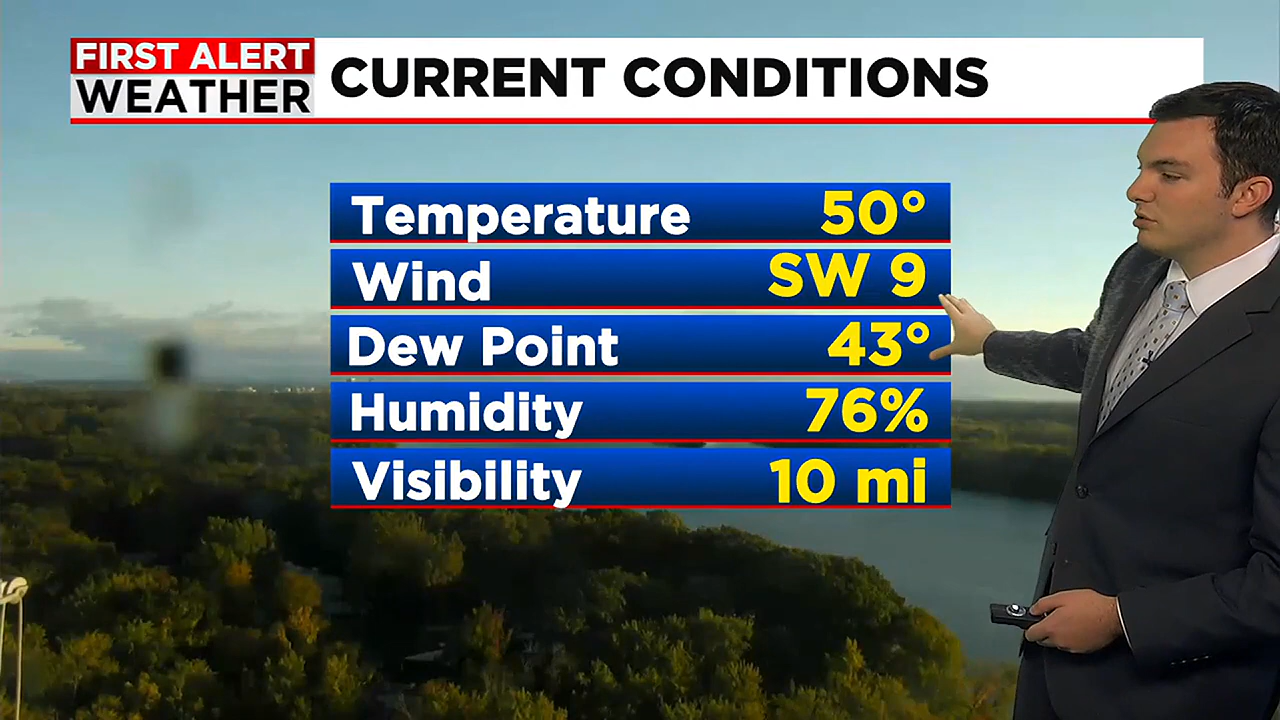 FIRST ALERT
WEATHER
CURRENT CONDITIONS
Temperature 50°
Wind SW 9
Dew Point 43°
Humidity 76%
Visibility 10 mi